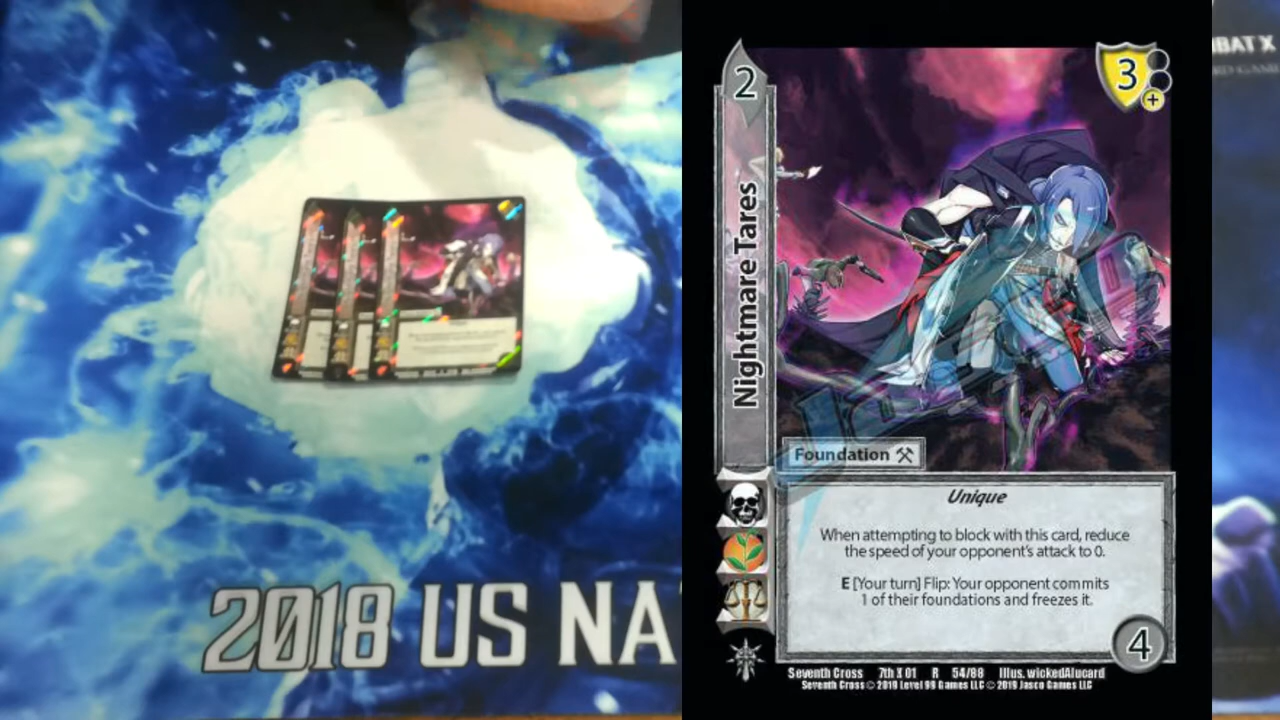 2018 US NA
2
3
+
Nightmare Tares
Foundation
Unique
When attempting to block with this card, reduce
the speed of your opponent's attack to 0.
E [Your turn] Flip: Your opponent commits
1 of their foundations and freezes it.
4
Seventh Cross 7th X 01 R 54/88 Illus. wickedAlucard
Seventh Cross © 2019 Level 99 Games LLC © 2019 Jasco Games LLC
BAT X